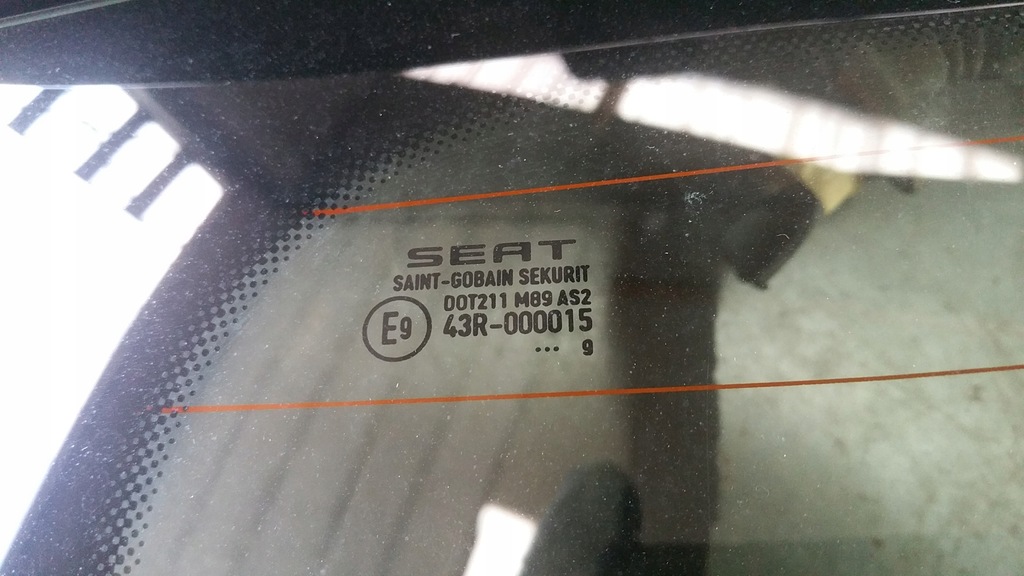 SEAT
SAINT-GOBAIN SEKURIT
DOT211 M89 AS2
E9 43R-000015
... 9